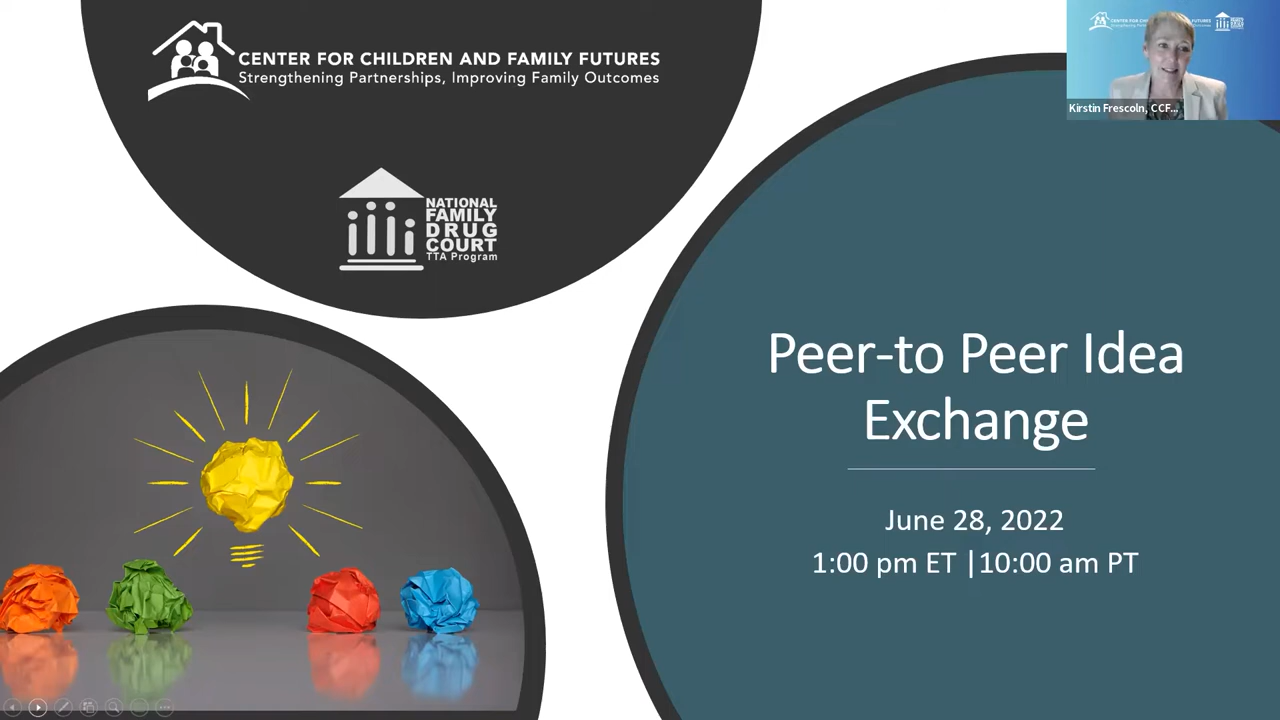 CENTER FOR CHILDREN AND FAMILY FUTURES
Strengthening Partnerships, Improving Family Outcomes
NATIONAL
FAMILY
DRUG
COURT
TTA Program
Kirstin Frescoln, CCF...
Peer-to Peer Idea
Exchange
June 28, 2022
1:00 pm ET |10:00 am PT